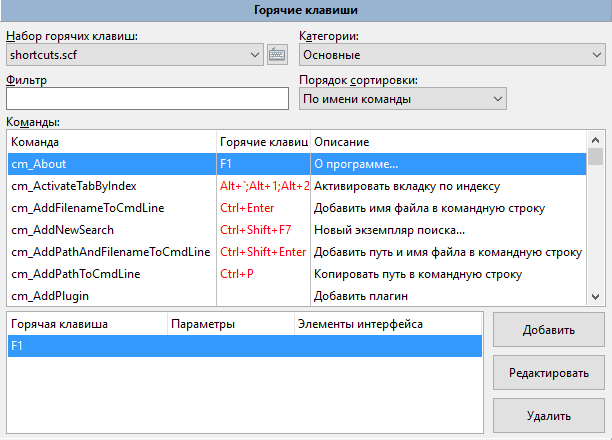 Горячие клавиши
Набор горячих клавиш: Категории:
shortcuts.scf Основные
Фильтр Порядок сортировки:
По имени команды
Команды:
Команда Горячие клавиш Описание
cm_About F1 О программе...
cm_ActivateTabByIndex Alt+`;Alt+1;Alt+2 Активировать вкладку по индексу
cm_AddFilenameToCmdLine Ctrl+Enter Добавить имя файла в командную строку
cm_AddNewSearch Ctrl+Shift+F7 Новый экземпляр поиска...
cm_AddPathAndFilenameToCmdLine Ctrl+Shift+Enter Добавить путь и имя файла в командную строку
cm_AddPathToCmdLine Ctrl+P Копировать путь в командную строку
cm_AddPlugin Добавить плагин
Горячая клавиша Параметры Элементы интерфейса
F1
Добавить
Редактировать
Удалить